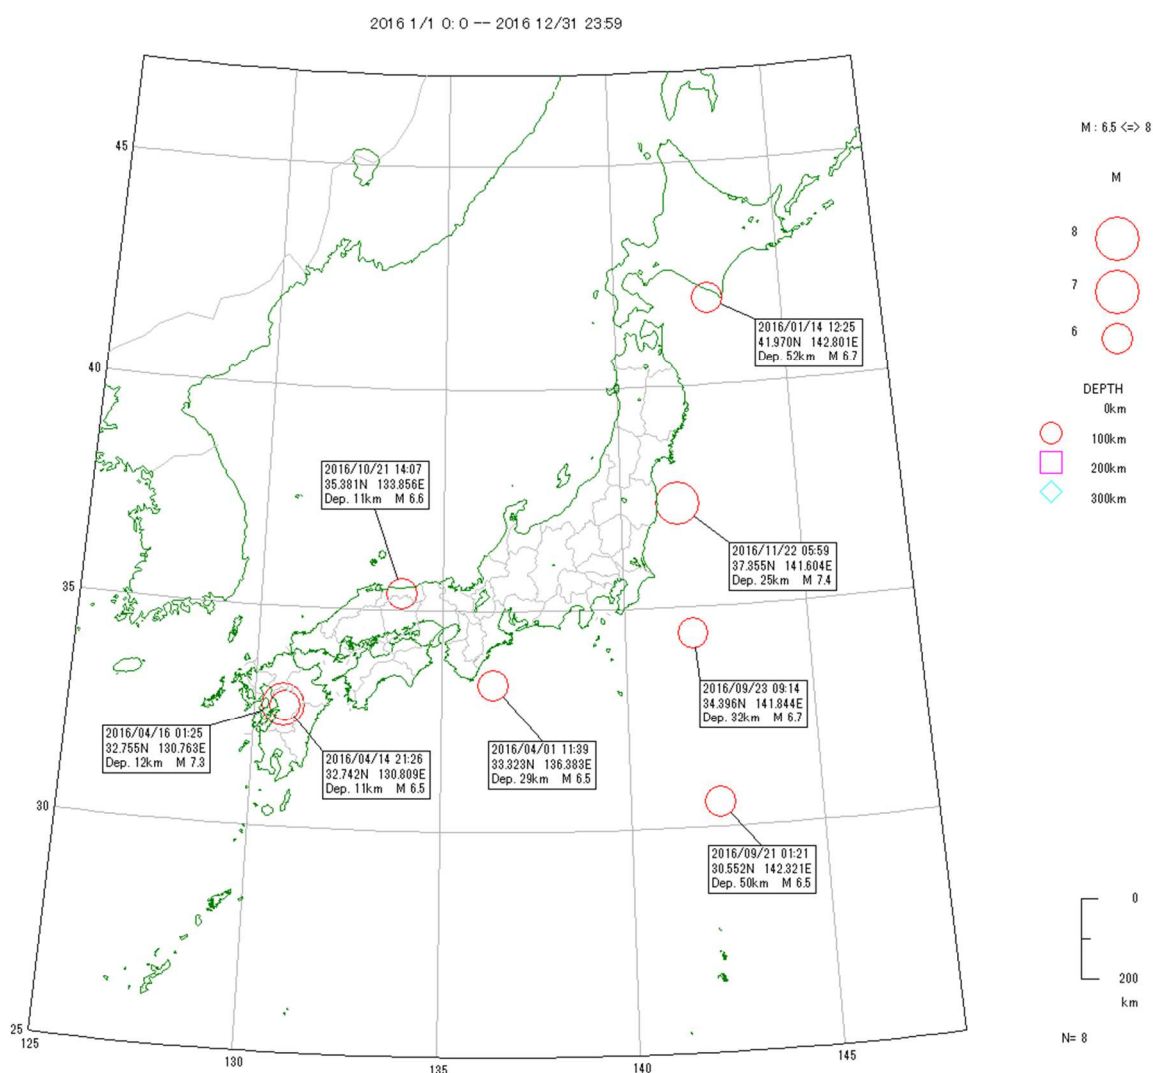 2016 1/1 0:0 -- 2016 12/31 23:59
M : 6.5 <=> 8
M
8
7
6
DEPTH
0km
100km
200km
300km
45
40
35
30
25
125
130
135
140
145
2016/01/14 12:25
41.970N 142.801E
Dep. 52km M 6.7
2016/10/21 14:07
35.381N 133.856E
Dep. 11km M 6.6
2016/11/22 05:59
37.355N 141.604E
Dep. 25km M 7.4
2016/09/23 09:14
34.396N 141.844E
Dep. 32km M 6.7
2016/04/16 01:25
32.755N 130.763E
Dep. 12km M 7.3
2016/04/14 21:26
32.742N 130.809E
Dep. 11km M 6.5
2016/04/01 11:39
33.323N 136.383E
Dep. 29km M 6.5
2016/09/21 01:21
30.552N 142.321E
Dep. 50km M 6.5
0
200
km
N= 8